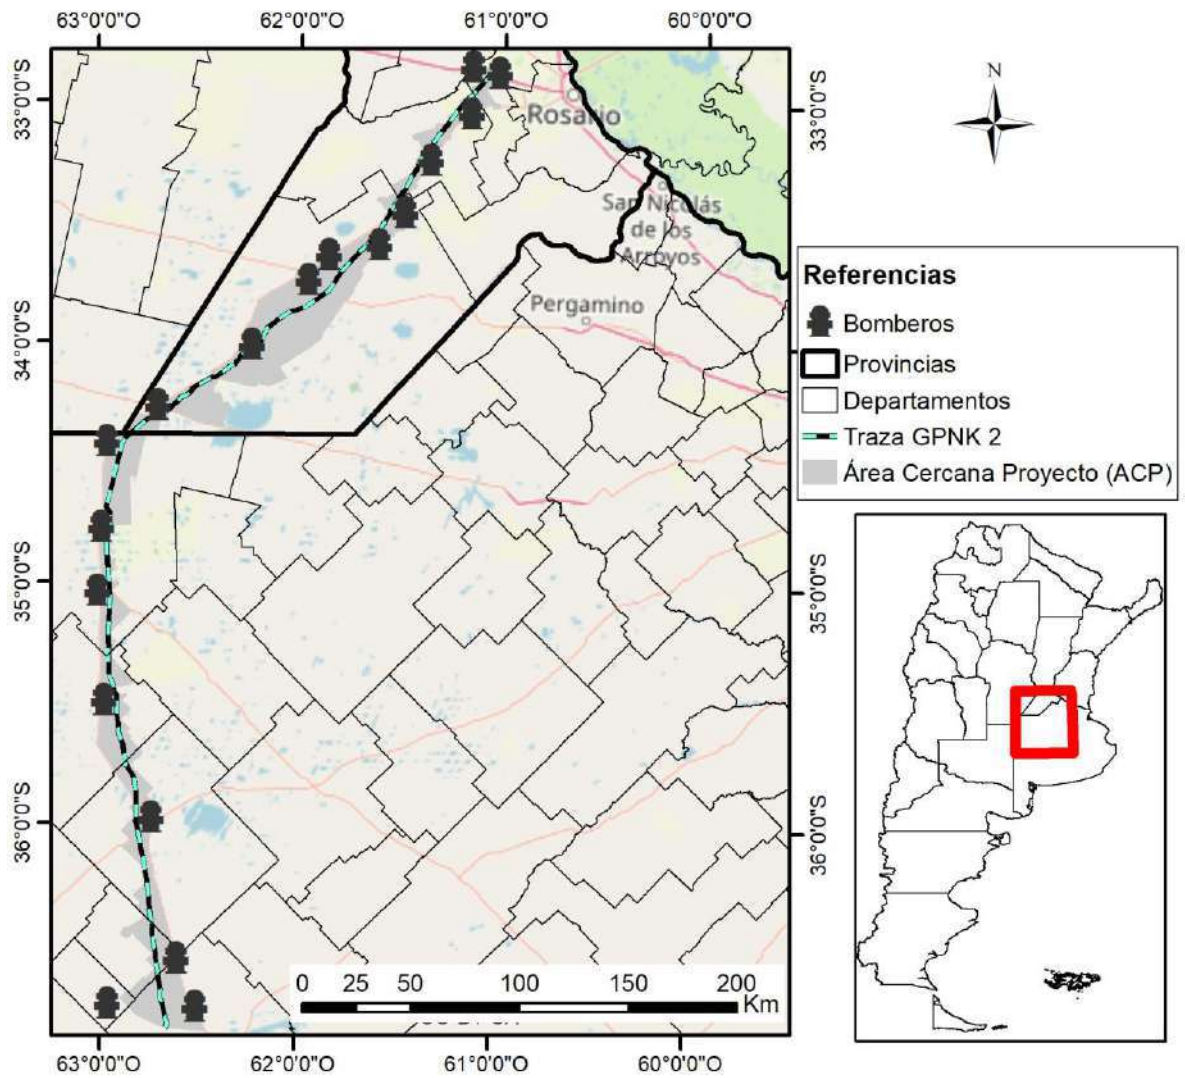 63°0'0"O 62°0'0"O 61°0'0"O 60°0'0"O
33°0'0"S
34°0'0"S
35°0'0"S
36°0'0"S
Rosario
San Nicolás
de los
Arroyos
Pergamino
33°0'0"S
35°0'0"S
36°0'0"S
N
Referencias
Bomberos
Provincias
Departamentos
Traza GPNK 2
Área Cercana Proyecto (ACP)
0 25 50 100 150 200
Km
63°0'0"O 62°0'0"O 61°0'0"O 60°0'0"O